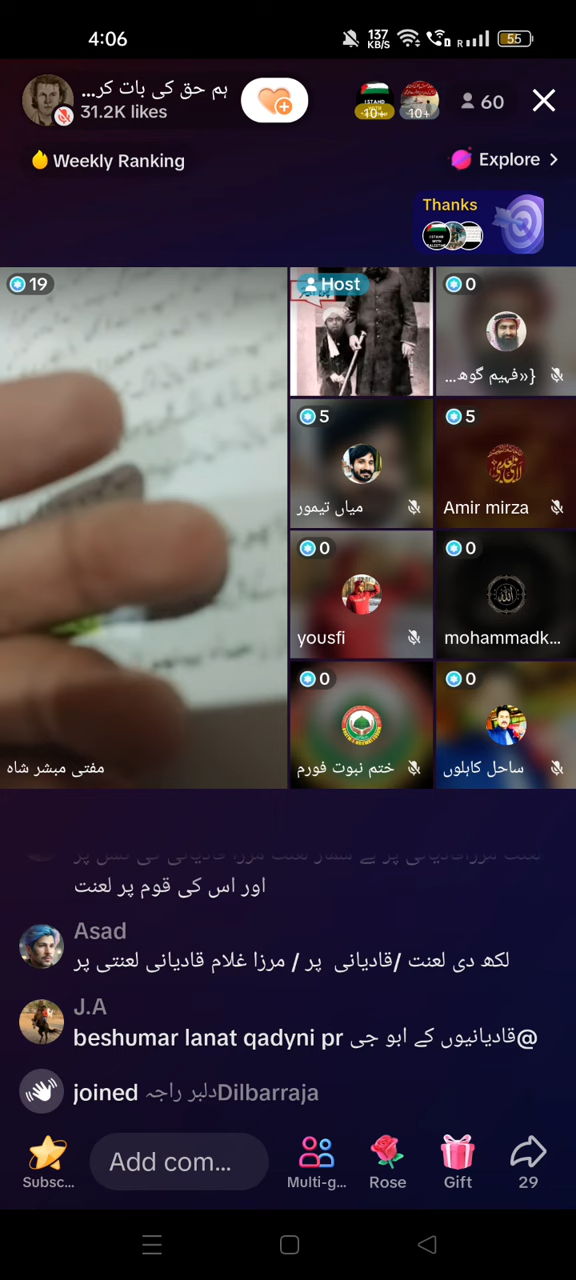 4:06
137
KB/S
R
55
ہم حق کی بات کر...
31.2K likes
10+
10+
60
Weekly Ranking
Explore
Thanks
19
Host
0
{»فہیم گوھ...
5
میاں تیمور
5
Amir mirza
0
yousfi
0
mohammadk...
مفتی مبشر شاہ
0
ختم نبوت فورم
0
ساحل کاہلوں
اور اس کی قوم پر لعنت
Asad
لکھ دی لعنت /قادیانی پر / مرزا غلام قادیانی لعنتی پر
J.A
beshumar lanat qadyni pr قادیانیوں کے ابو جی@
joined دلبر راجہDilbarraja
Subsc...
Add com...
Multi-g...
Rose
Gift
29